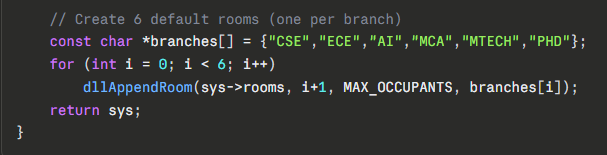 // Create 6 default rooms (one per branch)
const char *branches[] = {"CSE","ECE","AI","MCA","MTECH","PHD"};
for (int i = 0; i < 6; i++)
dllAppendRoom(sys->rooms, i+1, MAX_OCCUPANTS, branches[i]);
return sys;
}